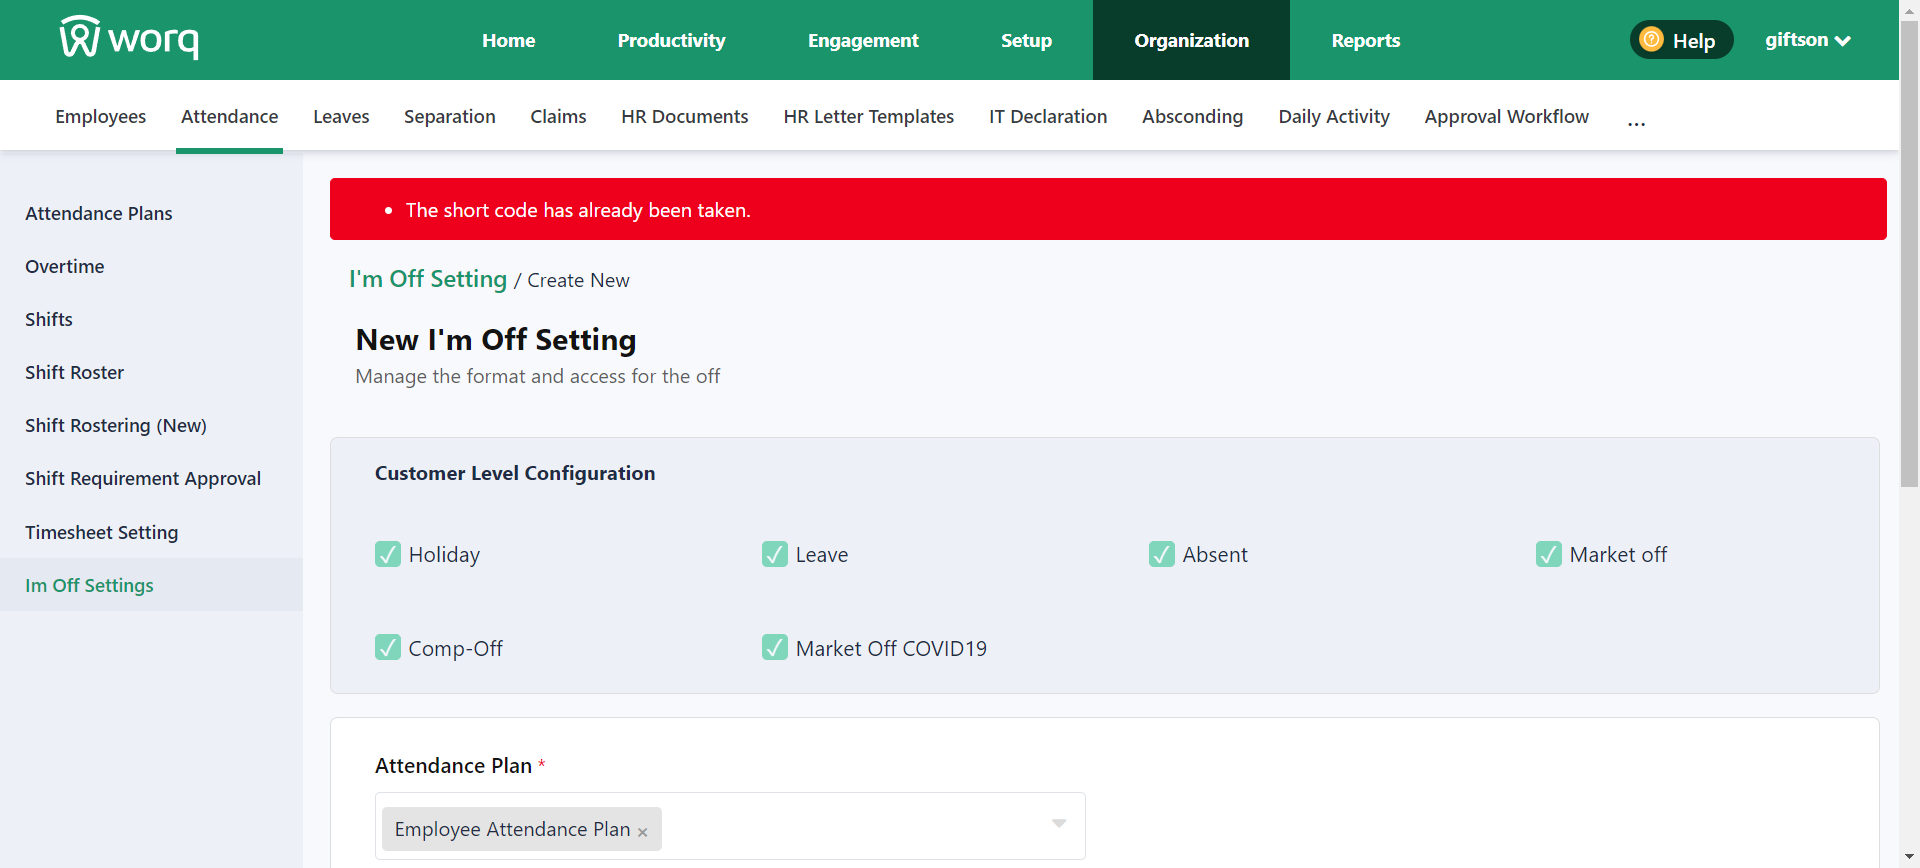 worq
Home Productivity Engagement Setup Organization Reports Help giftson
Employees Attendance Leaves Separation Claims HR Documents HR Letter Templates IT Declaration Absconding Daily Activity Approval Workflow ...
Attendance Plans
Overtime
Shifts
Shift Roster
Shift Rostering (New)
Shift Requirement Approval
Timesheet Setting
Im Off Settings
• The short code has already been taken.
I'm Off Setting / Create New
New I'm Off Setting
Manage the format and access for the off
Customer Level Configuration
Holiday Leave Absent Market off
Comp-Off Market Off COVID19
Attendance Plan *
Employee Attendance Plan ×